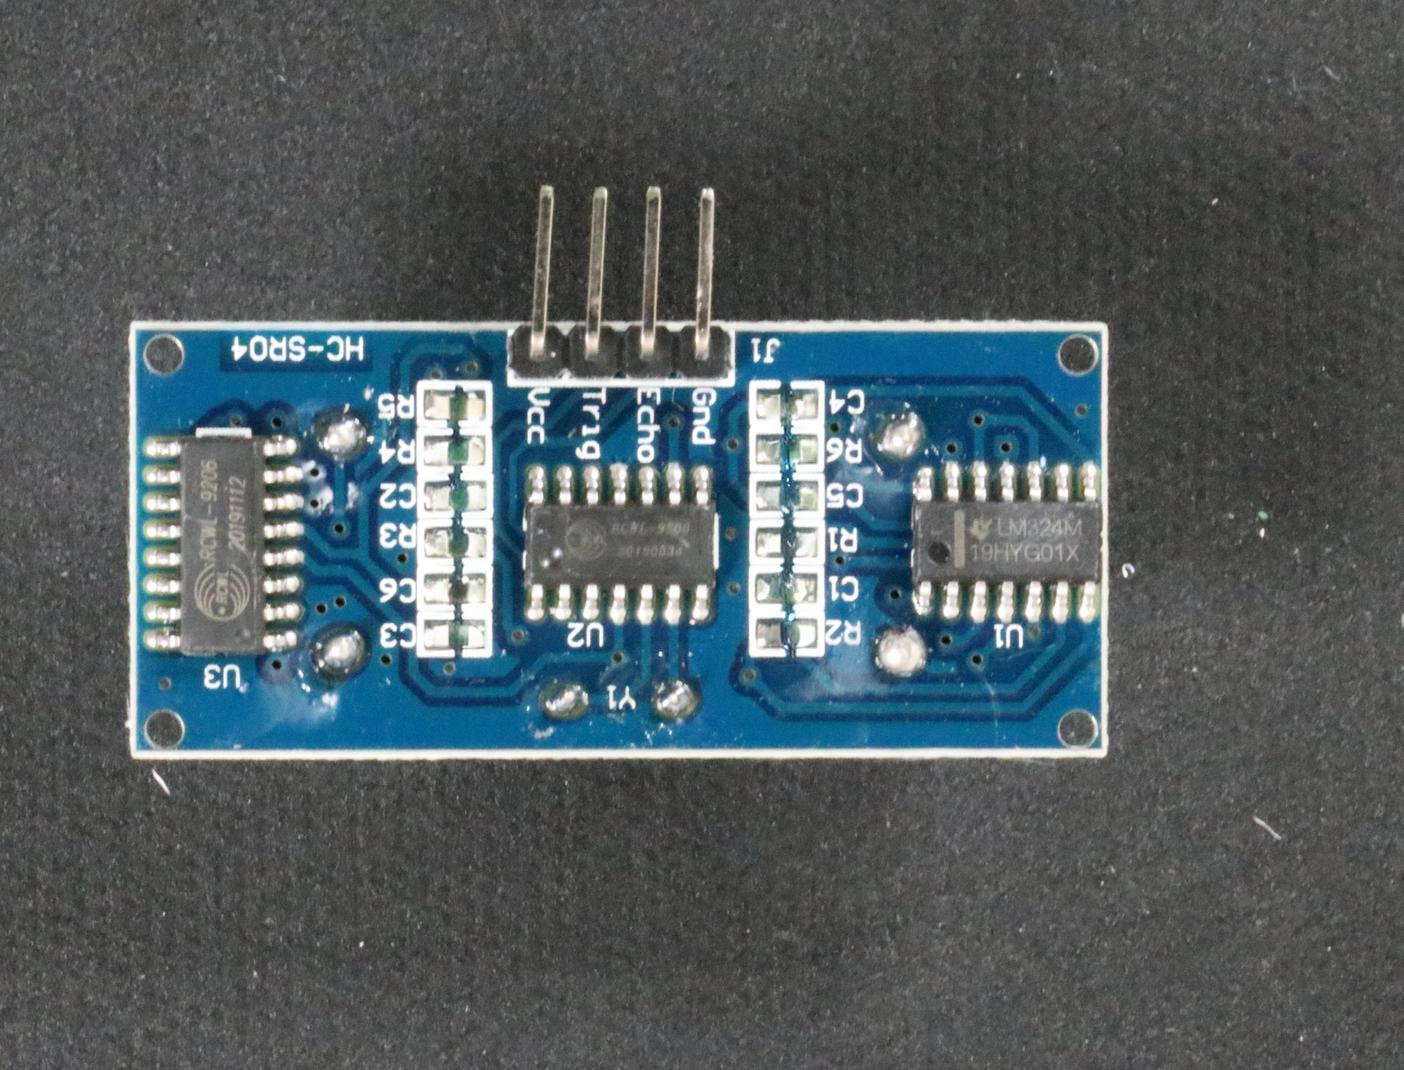 HC-SR04
J1
Vcc
Trig
Echo
Gnd
R5
R4
C2
R3
C6
C3
C4
R6
C5
R1
C1
R2
RCWL-9206
20191112
RCWL
U3
U2
Y1
LM324M
19HYG01X
U1